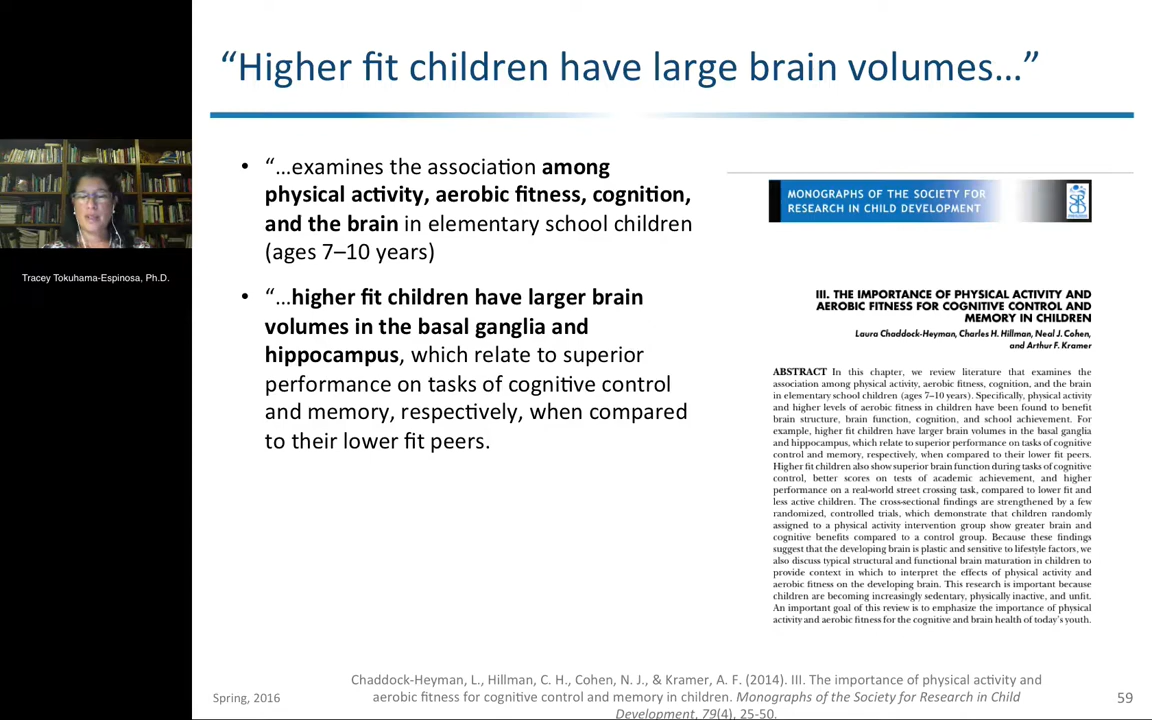 “Higher fit children have large brain volumes…”
Tracey Tokuhama-Espinosa, Ph.D.
• “…examines the association among
physical activity, aerobic fitness, cognition,
and the brain in elementary school children
(ages 7–10 years)
• “…higher fit children have larger brain
volumes in the basal ganglia and
hippocampus, which relate to superior
performance on tasks of cognitive control
and memory, respectively, when compared
to their lower fit peers.
MONOGRAPHS OF THE SOCIETY FOR
RESEARCH IN CHILD DEVELOPMENT
III. THE IMPORTANCE OF PHYSICAL ACTIVITY AND
AEROBIC FITNESS FOR COGNITIVE CONTROL AND
MEMORY IN CHILDREN
Laura Chaddock-Heyman, Charles H. Hillman, Neal J. Cohen,
and Arthur F. Kramer
ABSTRACT In this chapter, we review literature that examines the
association among physical activity, aerobic fitness, cognition, and the brain
in elementary school children (ages 7–10 years). Specifically, physical activity
and higher levels of aerobic fitness in children have been found to benefit
brain structure, brain function, cognition, and school achievement. For
example, higher fit children have larger brain volumes in the basal ganglia
and hippocampus, which relate to superior performance on tasks of cognitive
control and memory, respectively, when compared to their lower fit peers.
Higher fit children also show superior brain function during tasks of cognitive
control, better scores on tests of academic achievement, and higher
performance on a real-world street crossing task, compared to lower fit and
less active children. The cross-sectional findings are strengthened by a few
randomized, controlled trials, which demonstrate that children randomly
assigned to a physical activity intervention group show greater brain and
cognitive benefits compared to a control group. Because these findings
suggest that the developing brain is plastic and sensitive to lifestyle factors, we
also discuss typical structural and functional brain maturation in children to
provide context in which to interpret the effects of physical activity and
aerobic fitness on the developing brain. This research is important because
children are becoming increasingly sedentary, physically inactive, and unfit.
An important goal of this review is to emphasize the importance of physical
activity and aerobic fitness for the cognitive and brain health of today's youth.
Spring, 2016
Chaddock-Heyman, L., Hillman, C. H., Cohen, N. J., & Kramer, A. F. (2014). III. The importance of physical activity and
aerobic fitness for cognitive control and memory in children. Monographs of the Society for Research in Child
Development, 79(4), 25-50.
59